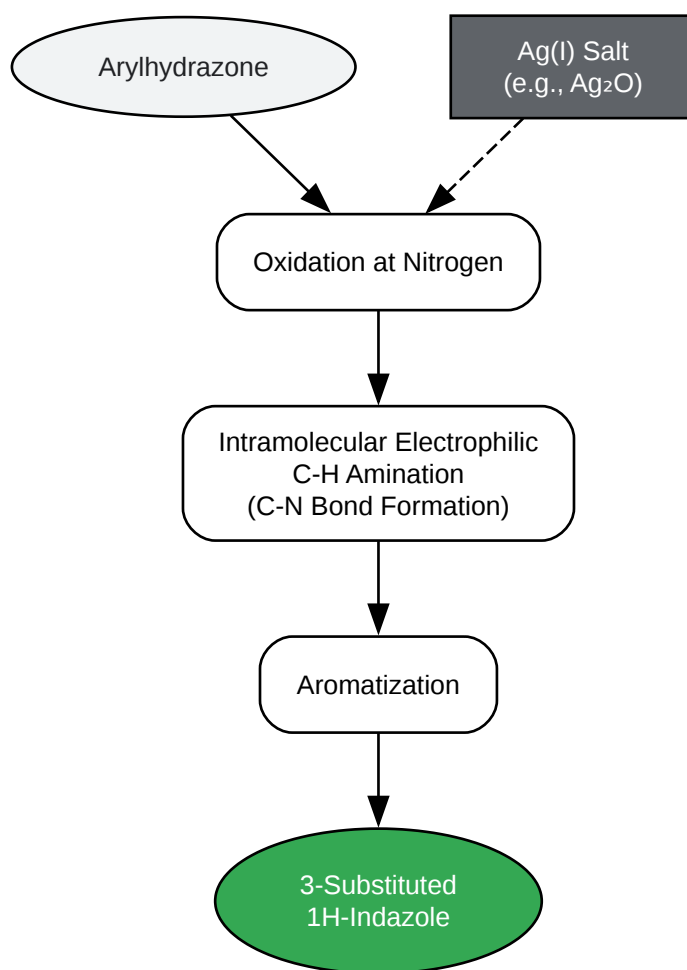 Arylhydrazone
Ag(I) Salt
(e.g., Ag₂O)
Oxidation at Nitrogen
Intramolecular Electrophilic
C-H Amination
(C-N Bond Formation)
Aromatization
3-Substituted
1H-Indazole